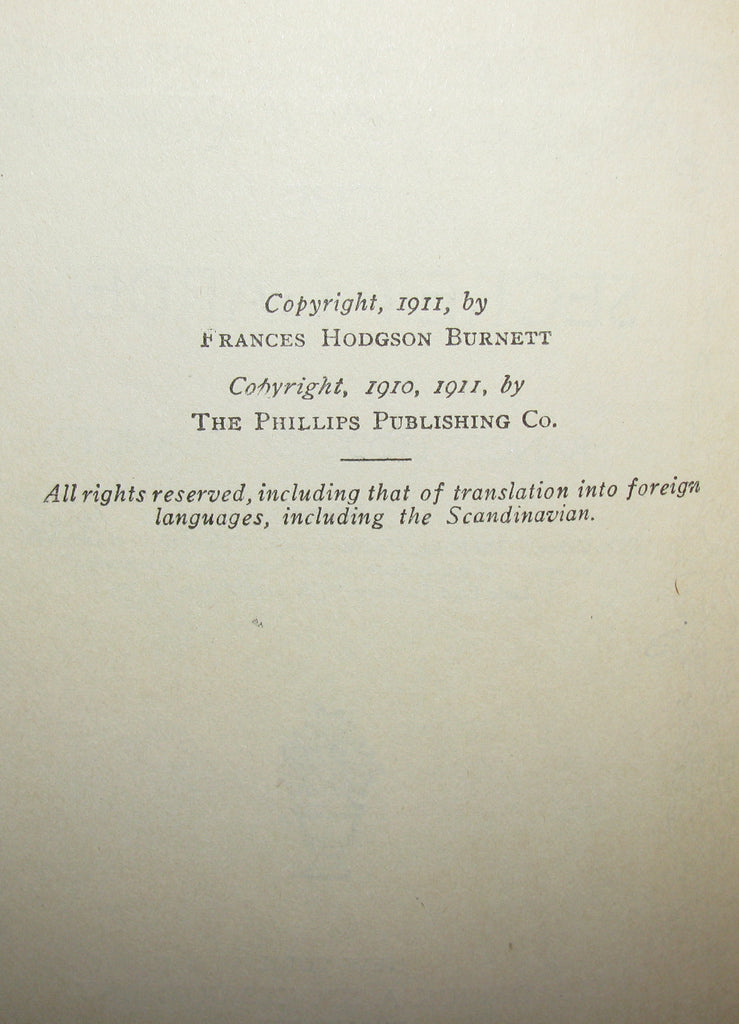 Copyright, 1911, by
FRANCES HODGSON BURNETT
Copyright, 1910, 1911, by
THE PHILLIPS PUBLISHING CO.
All rights reserved, including that of translation into foreign
languages, including the Scandinavian.